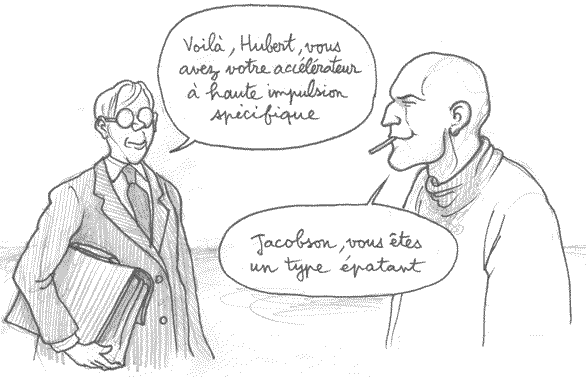 Voilà, Hubert, vous
avez votre accélérateur
à haute impulsion
spécifique
Jacobson, vous êtes
un type épatant